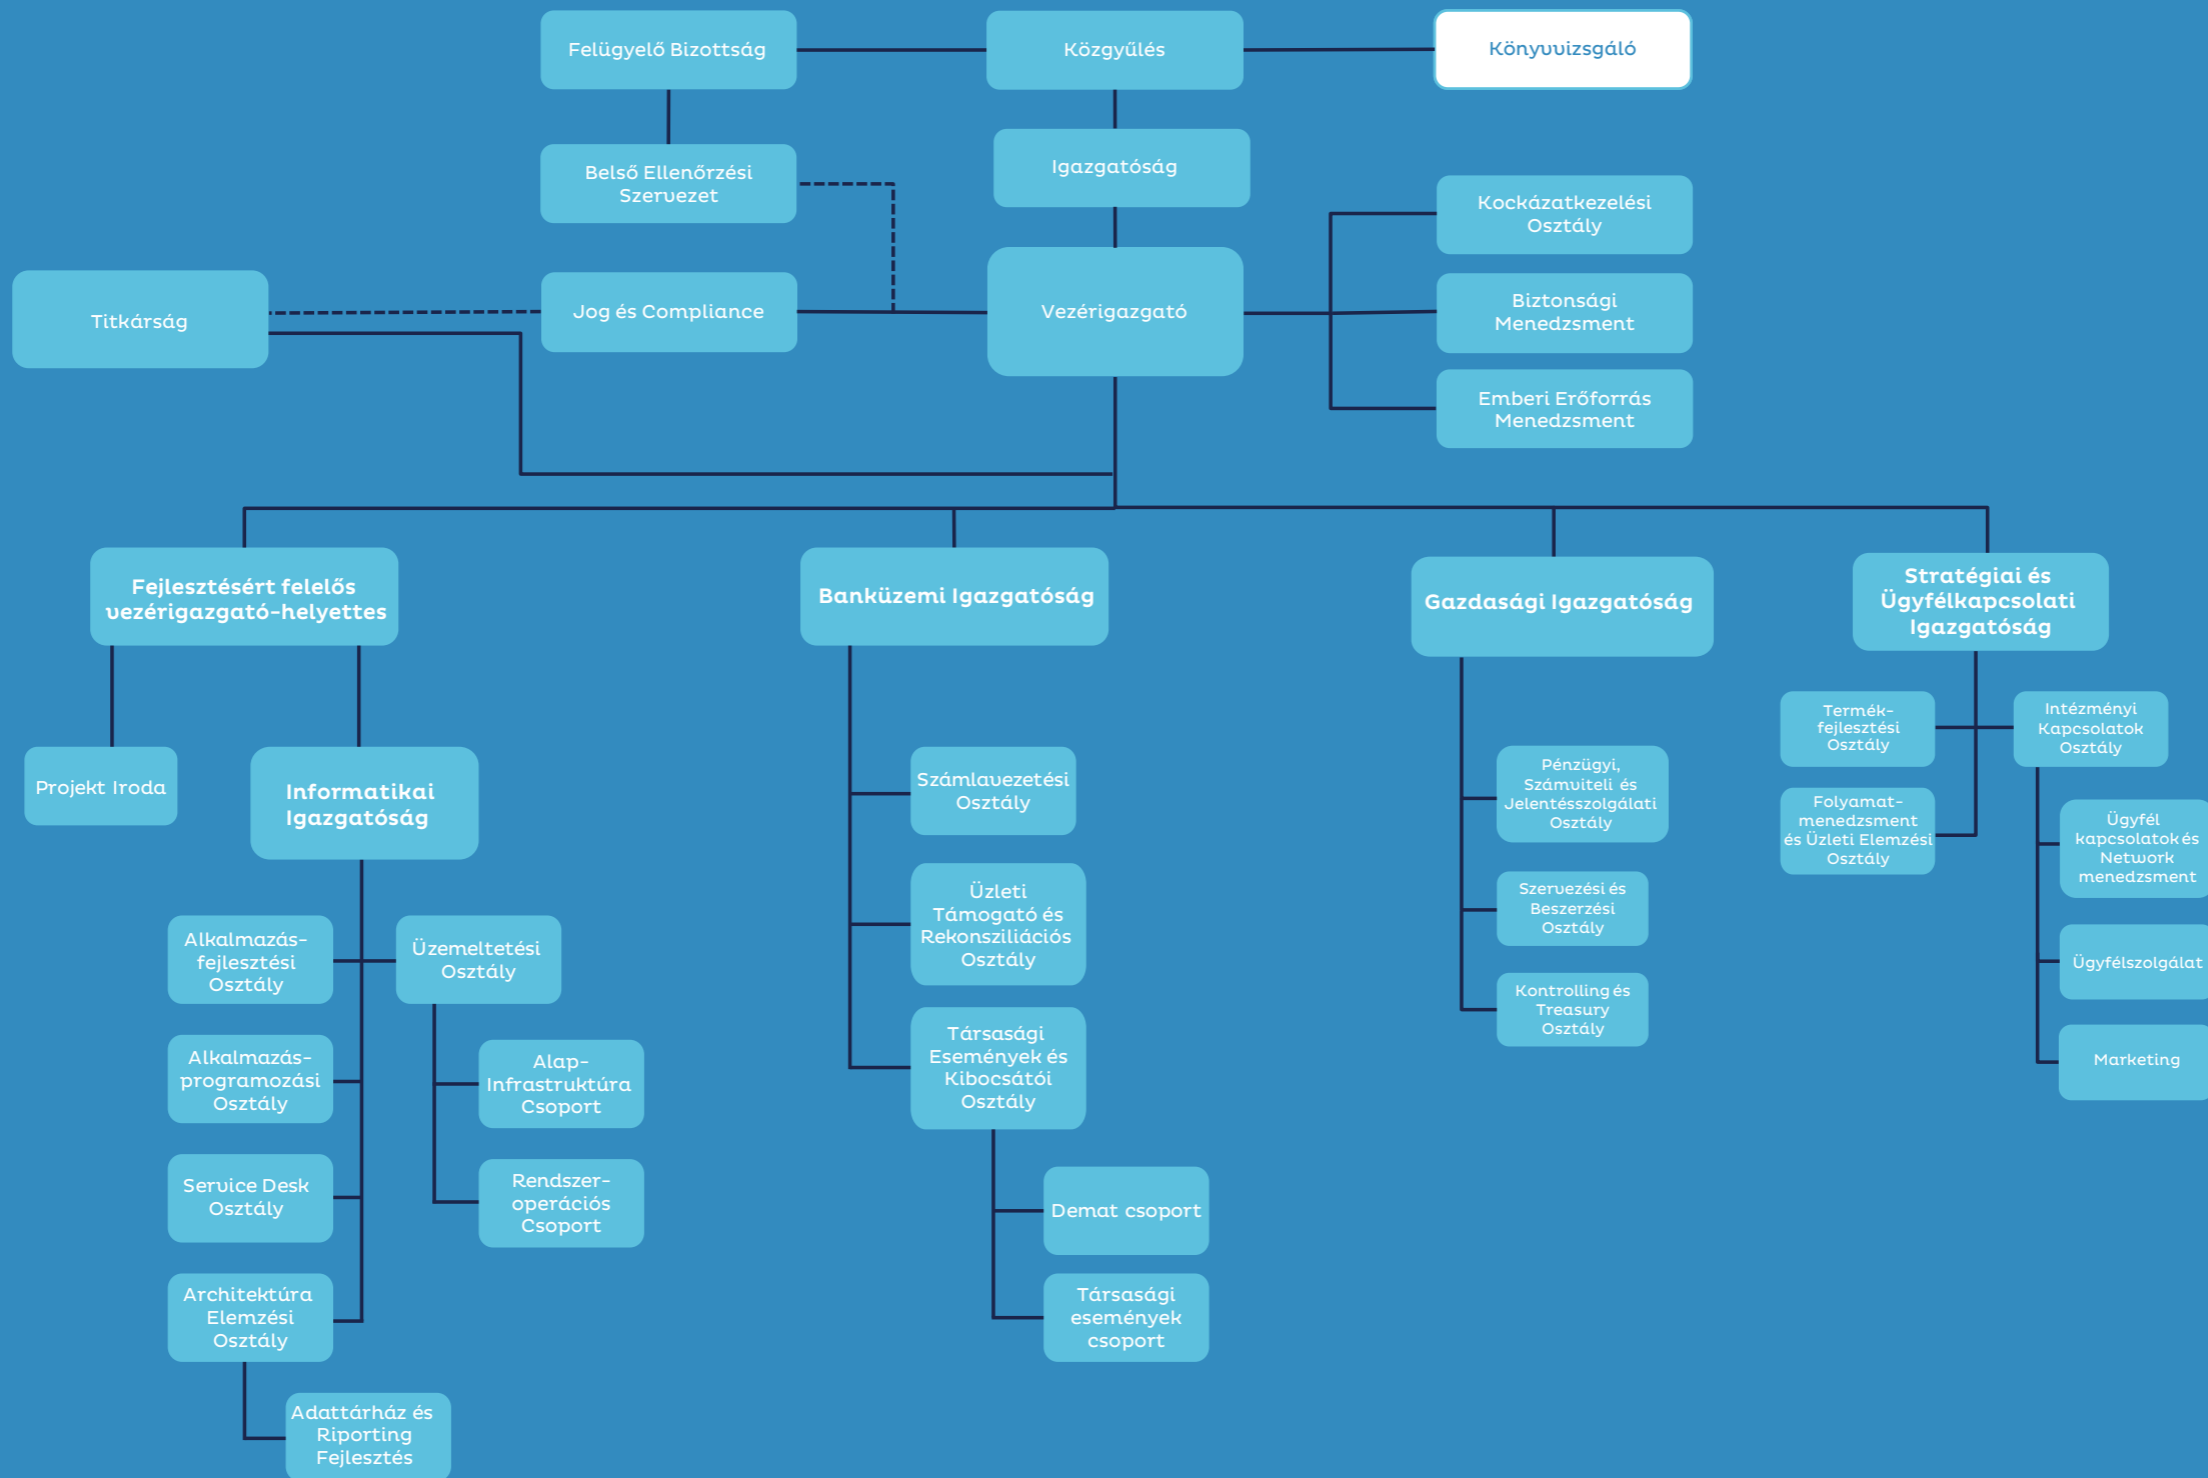 Felügyelő Bizottság
Közgyűlés
Könyvvizsgáló
Belső Ellenőrzési
Szervezet
Igazgatóság
Kockázatkezelési
Osztály
Titkárság
Jog és Compliance
Vezérigazgató
Biztonsági
Menedzsment
Emberi Erőforrás
Menedzsment
Fejlesztésért felelős
vezérigazgató-helyettes
Banküzemi Igazgatóság
Gazdasági Igazgatóság
Stratégiai és
Ügyfélkapcsolati
Igazgatóság
Projekt Iroda
Informatikai
Igazgatóság
Alkalmazás-
fejlesztési
Osztály
Üzemeltetési
Osztály
Alkalmazás-
programozási
Osztály
Alap-
Infrastruktúra
Csoport
Service Desk
Osztály
Rendszer-
operációs
Csoport
Architektúra
Elemzési
Osztály
Adattárház és
Riporting
Fejlesztés
Számlavezetési
Osztály
Üzleti
Támogató és
Rekonsziliációs
Osztály
Társasági
Események és
Kibocsátói
Osztály
Demat csoport
Társasági
események
csoport
Pénzügyi,
Számviteli és
Jelentésszolgálati
Osztály
Szervezési és
Beszerzési
Osztály
Kontrolling és
Treasury
Osztály
Termék-
fejlesztési
Osztály
Intézményi
Kapcsolatok
Osztály
Folyamat-
menedzsment
és Üzleti Elemzési
Osztály
Ügyfél
kapcsolatok és
Network
menedzsment
Ügyfélszolgálat
Marketing